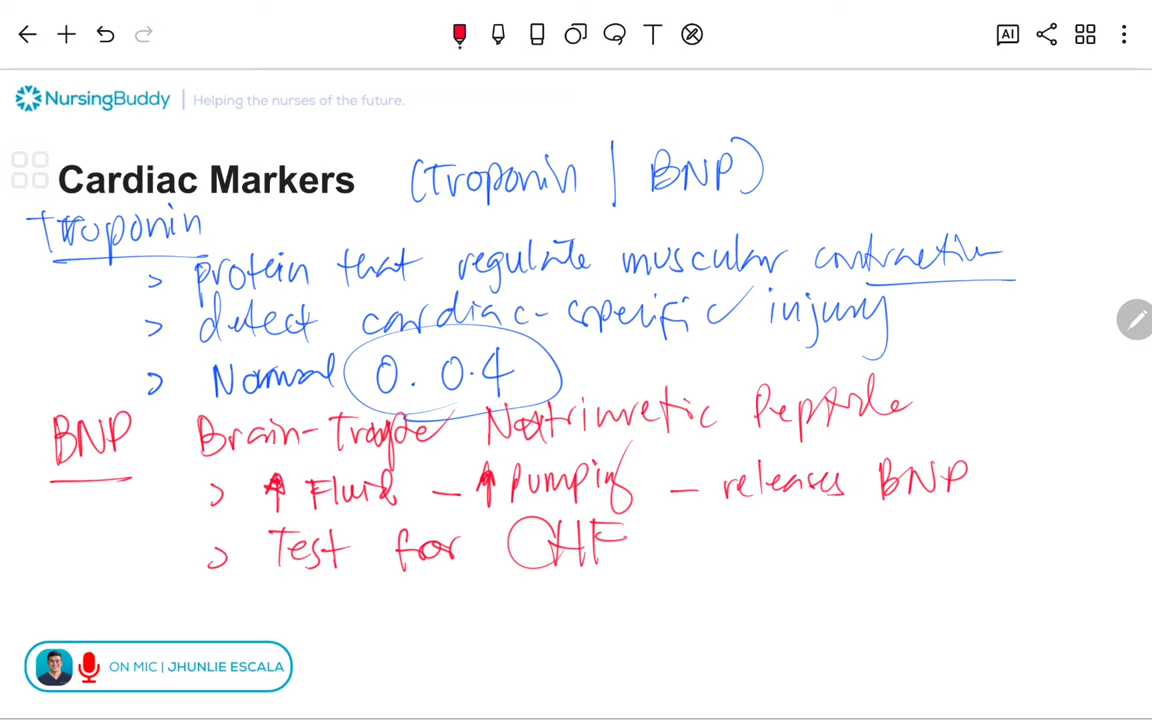 AI
NursingBuddy | Helping the nurses of the future.
Cardiac Markers (Troponin | BNP)
Troponin
> protein that regulate muscular contraction
> detect cardiac-specific injury
> Normal 0.04
BNP Brain-Type Natriuretic Peptide
> ↑ Fluid - ↑ Pumping - releases BNP
> Test for CHF
ON MIC | JHUNLIE ESCALA